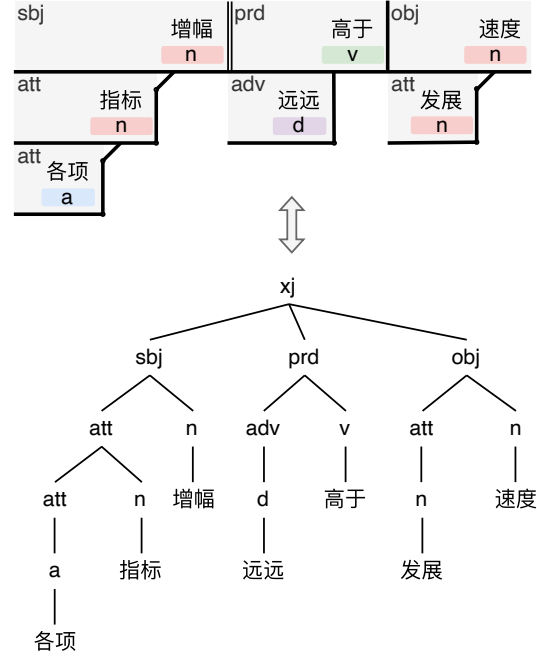 sbj prd obj
增幅 高于 速度
n v n
att adv att
指标 远远 发展
n d n
att
各项
a
xj
sbj prd obj
att n adv v att n
att n 增幅 d 高于 n 速度
a 指标 远远 发展
各项